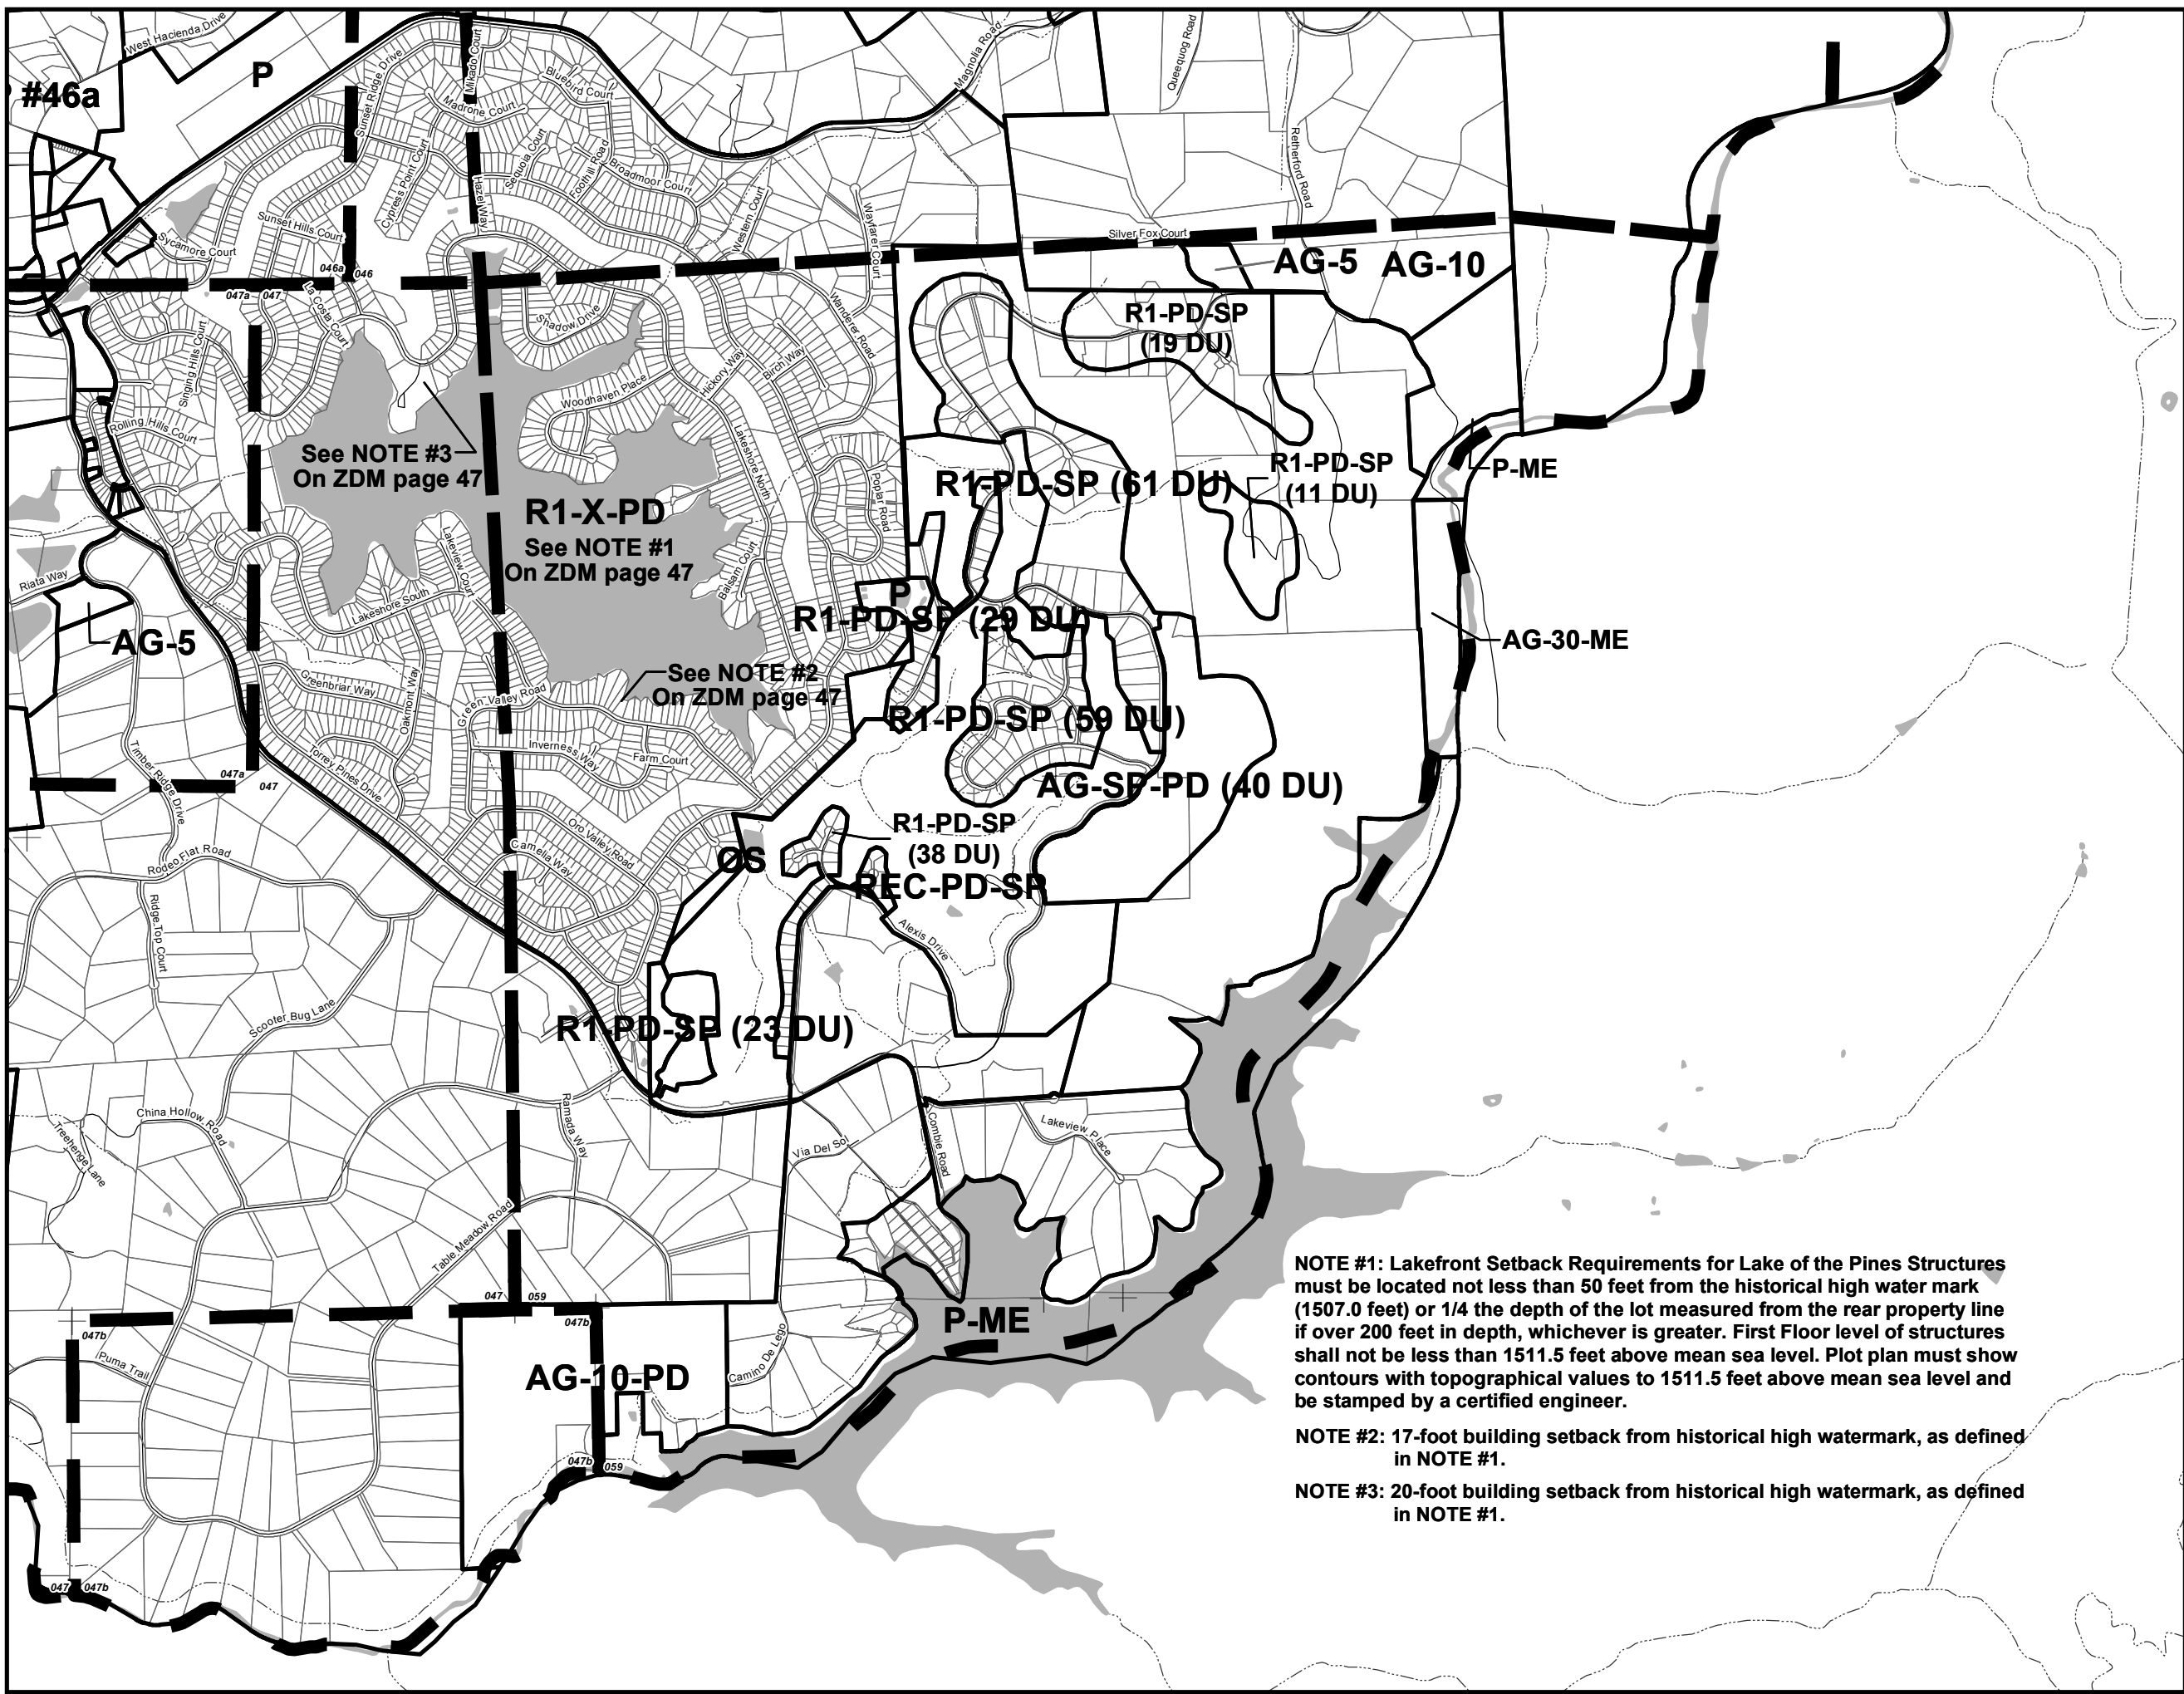 West Hacienda Drive
P
#46a
Sunset Ridge Drive
Mikado Court
Bluebird Court
Madrone Court
Magnolia Road
Queequog Road
Retherford Road
Cypress Point Court
Sequoia Court
Foothill Road
Broadmoor Court
Hazel Way
Western Court
Wayfarer Court
Sunset Hills Court
Sycamore Court
Silver Fox Court
046a
046
047a
047
AG-5
AG-10
La Costa Court
Shadow Drive
Wanderer Road
R1-PD-SP
(19 DU)
Singing Hills Court
Hickory Way
Birch Way
Woodhaven Place
Rolling Hills Court
See NOTE #3
On ZDM page 47
Lakeshore North
Poplar Road
R1-PD-SP (61 DU)
R1-PD-SP
(11 DU)
P-ME
R1-X-PD
See NOTE #1
On ZDM page 47
Lakeview Court
Balsam Court
Riata Way
Lakeshore South
P
R1-PD-SP (29 DU)
AG-5
AG-30-ME
See NOTE #2
On ZDM page 47
Greenbriar Way
Oakmont Way
Green Valley Road
R1-PD-SP (59 DU)
Inverness Way
Farm Court
Torrey Pines Drive
Timber Ridge Drive
047a
047
AG-SP-PD (40 DU)
R1-PD-SP
(38 DU)
Oro Valley Road
Camelia Way
OS
REC-PD-SP
Rodeo Flat Road
Ridge Top Court
Alexis Drive
Scooter Bug Lane
R1-PD-SP (23 DU)
China Hollow Road
Treehenge Lane
Ramada Way
Via Del Sol
Combie Road
Lakeview Place
Table Meadow Road
047
059
047b
047b
P-ME
Puma Trail
Camino De Lego
AG-10-PD
047b
059
047
047b
NOTE #1: Lakefront Setback Requirements for Lake of the Pines Structures
must be located not less than 50 feet from the historical high water mark
(1507.0 feet) or 1/4 the depth of the lot measured from the rear property line
if over 200 feet in depth, whichever is greater. First Floor level of structures
shall not be less than 1511.5 feet above mean sea level. Plot plan must show
contours with topographical values to 1511.5 feet above mean sea level and
be stamped by a certified engineer.
NOTE #2: 17-foot building setback from historical high watermark, as defined
in NOTE #1.
NOTE #3: 20-foot building setback from historical high watermark, as defined
in NOTE #1.